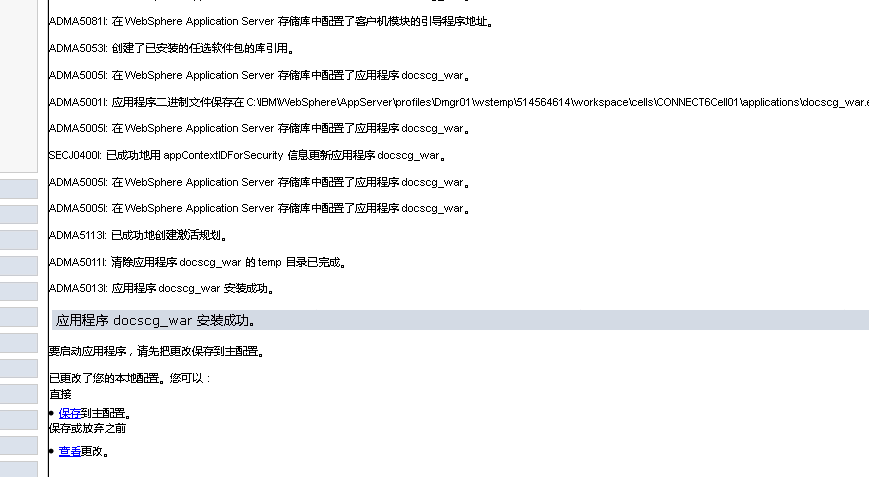 ADMA5081I: 在 WebSphere Application Server 存储库中配置了客户机模块的引导程序地址。
ADMA5053I: 创建了已安装的任选软件包的库引用。
ADMA5005I: 在 WebSphere Application Server 存储库中配置了应用程序 docscg_war。
ADMA5001I: 应用程序二进制文件保存在 C:\IBM\WebSphere\AppServer\profiles\Dmgr01\wstemp\514564614\workspace\cells\CONNECT6Cell01\applications\docscg_war.e
ADMA5005I: 在 WebSphere Application Server 存储库中配置了应用程序 docscg_war。
SECJ0400I: 已成功地用 appContextIDForSecurity 信息更新应用程序 docscg_war。
ADMA5005I: 在 WebSphere Application Server 存储库中配置了应用程序 docscg_war。
ADMA5005I: 在 WebSphere Application Server 存储库中配置了应用程序 docscg_war。
ADMA5113I: 已成功地创建激活规划。
ADMA5011I: 清除应用程序 docscg_war 的 temp 目录已完成。
ADMA5013I: 应用程序 docscg_war 安装成功。
应用程序 docscg_war 安装成功。
要启动应用程序，请先把更改保存到主配置。
已更改了您的本地配置。您可以：
直接
• 保存到主配置。
保存或放弃之前
• 查看更改。